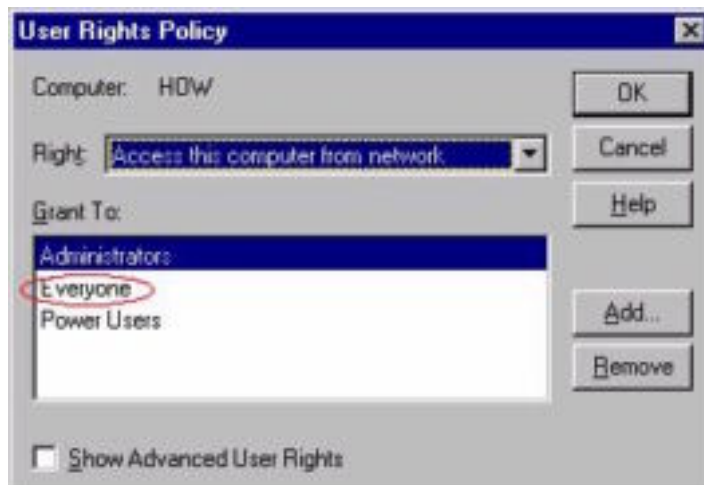 User Rights Policy
Computer: HOW
OK
Right: Access this computer from network
Cancel
Grant To:
Help
Administrators
Everyone
Power Users
Add...
Remove
Show Advanced User Rights